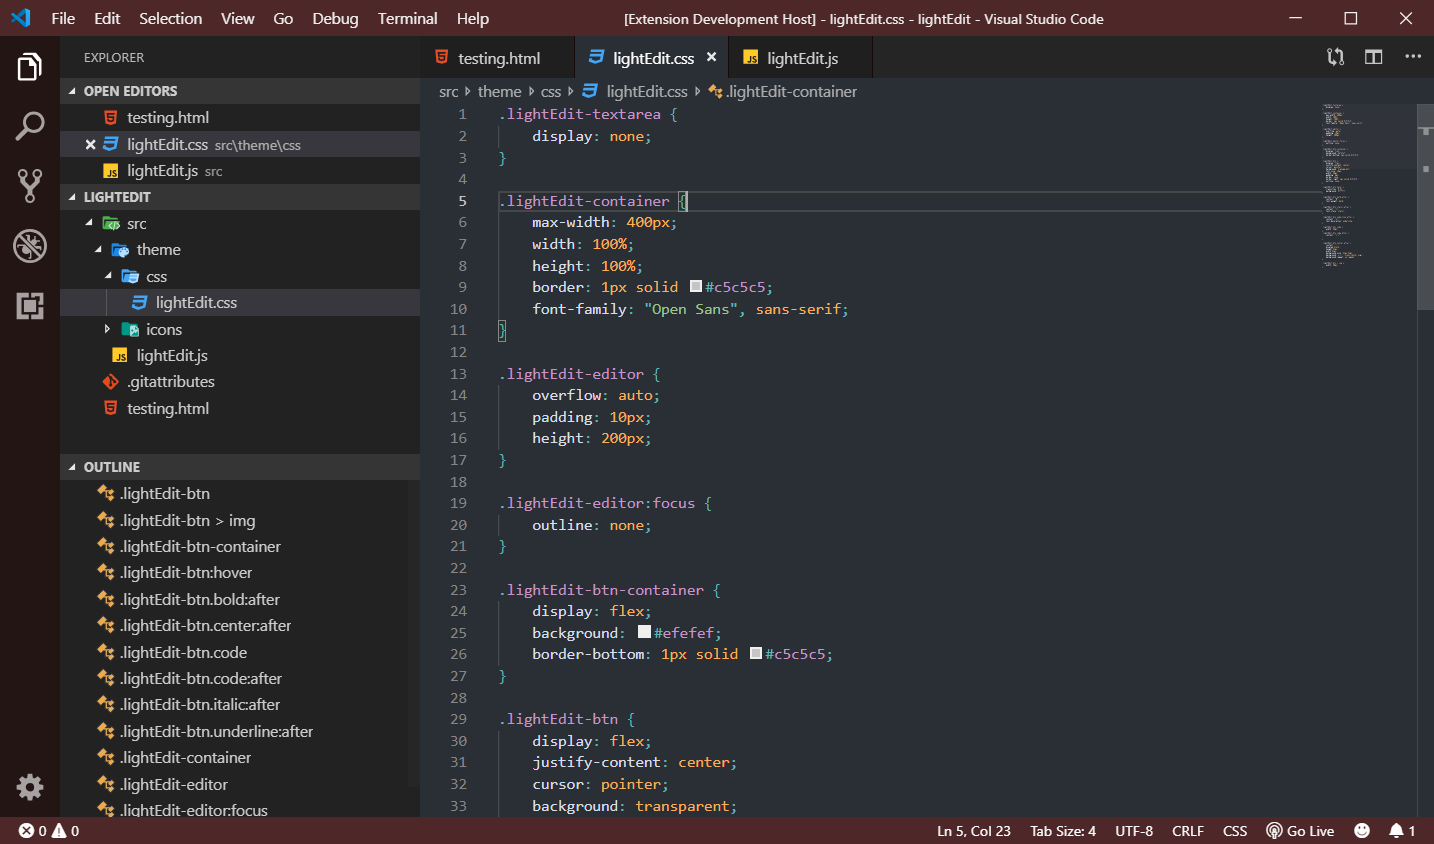 File Edit Selection View Go Debug Terminal Help
[Extension Development Host] - lightEdit.css - lightEdit - Visual Studio Code
EXPLORER
OPEN EDITORS
testing.html
lightEdit.css src\theme\css
lightEdit.js src
LIGHTEDIT
src
theme
css
lightEdit.css
icons
lightEdit.js
.gitattributes
testing.html
OUTLINE
.lightEdit-btn
.lightEdit-btn > img
.lightEdit-btn-container
.lightEdit-btn:hover
.lightEdit-btn.bold:after
.lightEdit-btn.center:after
.lightEdit-btn.code
.lightEdit-btn.code:after
.lightEdit-btn.italic:after
.lightEdit-btn.underline:after
.lightEdit-container
.lightEdit-editor
.lightEdit-editor:focus
testing.html lightEdit.css JS lightEdit.js
src theme css lightEdit.css .lightEdit-container
1 .lightEdit-textarea {
2 display: none;
3 }
4
5 .lightEdit-container {
6 max-width: 400px;
7 width: 100%;
8 height: 100%;
9 border: 1px solid #c5c5c5;
10 font-family: "Open Sans", sans-serif;
11 }
12
13 .lightEdit-editor {
14 overflow: auto;
15 padding: 10px;
16 height: 200px;
17 }
18
19 .lightEdit-editor:focus {
20 outline: none;
21 }
22
23 .lightEdit-btn-container {
24 display: flex;
25 background: #efefef;
26 border-bottom: 1px solid #c5c5c5;
27 }
28
29 .lightEdit-btn {
30 display: flex;
31 justify-content: center;
32 cursor: pointer;
33 background: transparent;
0 0
Ln 5, Col 23 Tab Size: 4 UTF-8 CRLF CSS Go Live 1